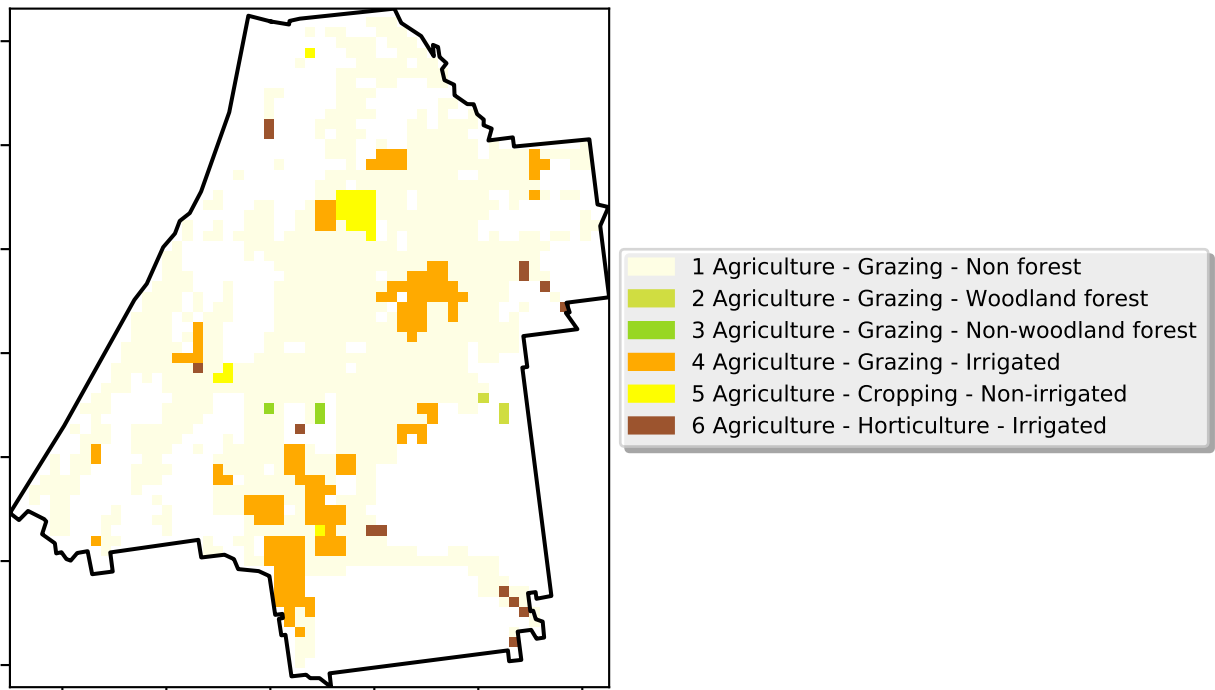 1 Agriculture - Grazing - Non forest
2 Agriculture - Grazing - Woodland forest
3 Agriculture - Grazing - Non-woodland forest
4 Agriculture - Grazing - Irrigated
5 Agriculture - Cropping - Non-irrigated
6 Agriculture - Horticulture - Irrigated